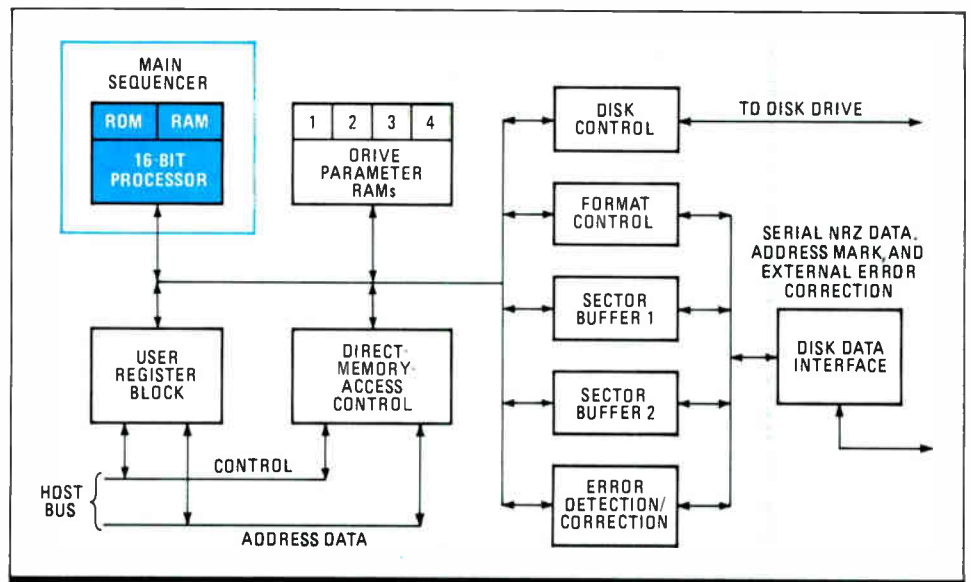 MAIN
SEQUENCER
ROM RAM
16-BIT
PROCESSOR
1 2 3 4
DRIVE
PARAMETER
RAMs
DISK
CONTROL
TO DISK DRIVE
FORMAT
CONTROL
SERIAL NRZ DATA,
ADDRESS MARK, AND
EXTERNAL ERROR
CORRECTION
SECTOR
BUFFER 1
DISK DATA
INTERFACE
USER
REGISTER
BLOCK
DIRECT-
MEMORY-
ACCESS
CONTROL
SECTOR
BUFFER 2
CONTROL
HOST
BUS
ERROR
DETECTION/
CORRECTION
ADDRESS DATA